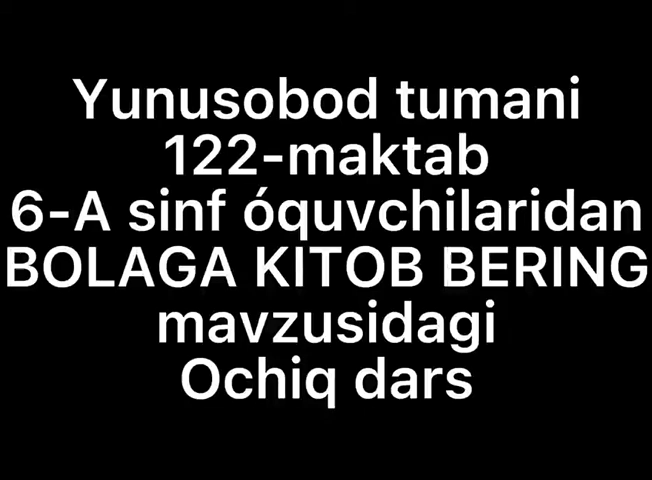 Yunusobod tumani
122-maktab
6-A sinf óquvchilaridan
BOLAGA KITOB BERING
mavzusidagi
Ochiq dars